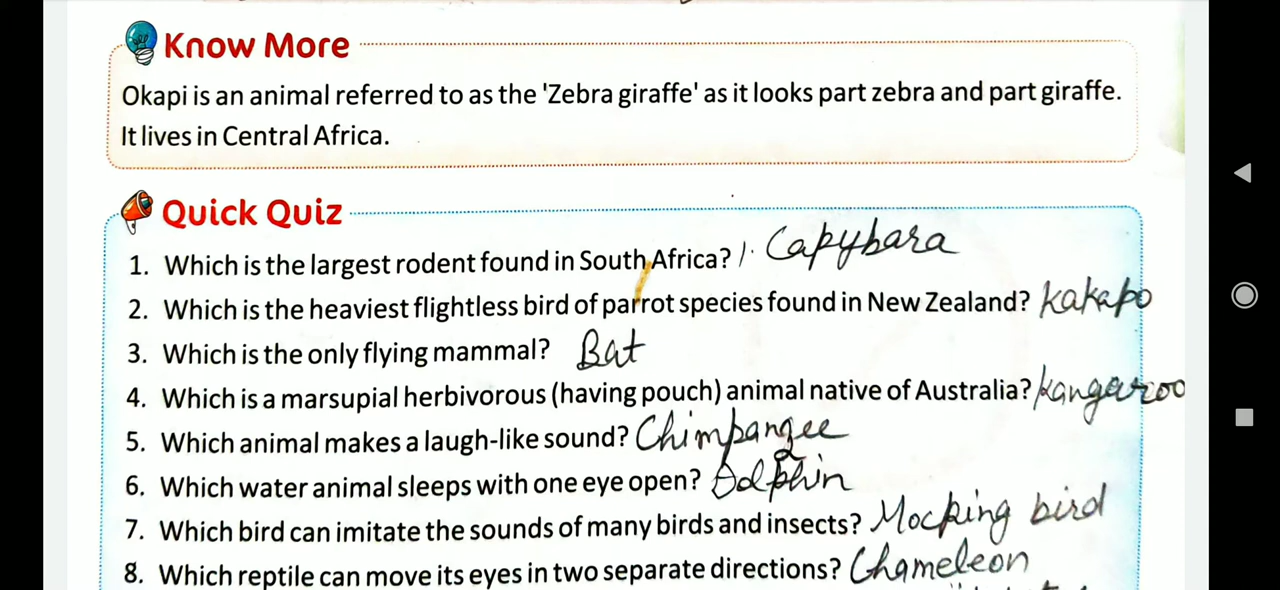 Know More
Okapi is an animal referred to as the 'Zebra giraffe' as it looks part zebra and part giraffe.
It lives in Central Africa.
Quick Quiz
1. Which is the largest rodent found in South Africa? 1. Capybara
2. Which is the heaviest flightless bird of parrot species found in New Zealand? Kakapo
3. Which is the only flying mammal? Bat
4. Which is a marsupial herbivorous (having pouch) animal native of Australia? Kangaroo
5. Which animal makes a laugh-like sound? Chimpanzee
6. Which water animal sleeps with one eye open? Dolphin
7. Which bird can imitate the sounds of many birds and insects? Mocking bird
8. Which reptile can move its eyes in two separate directions? Chameleon